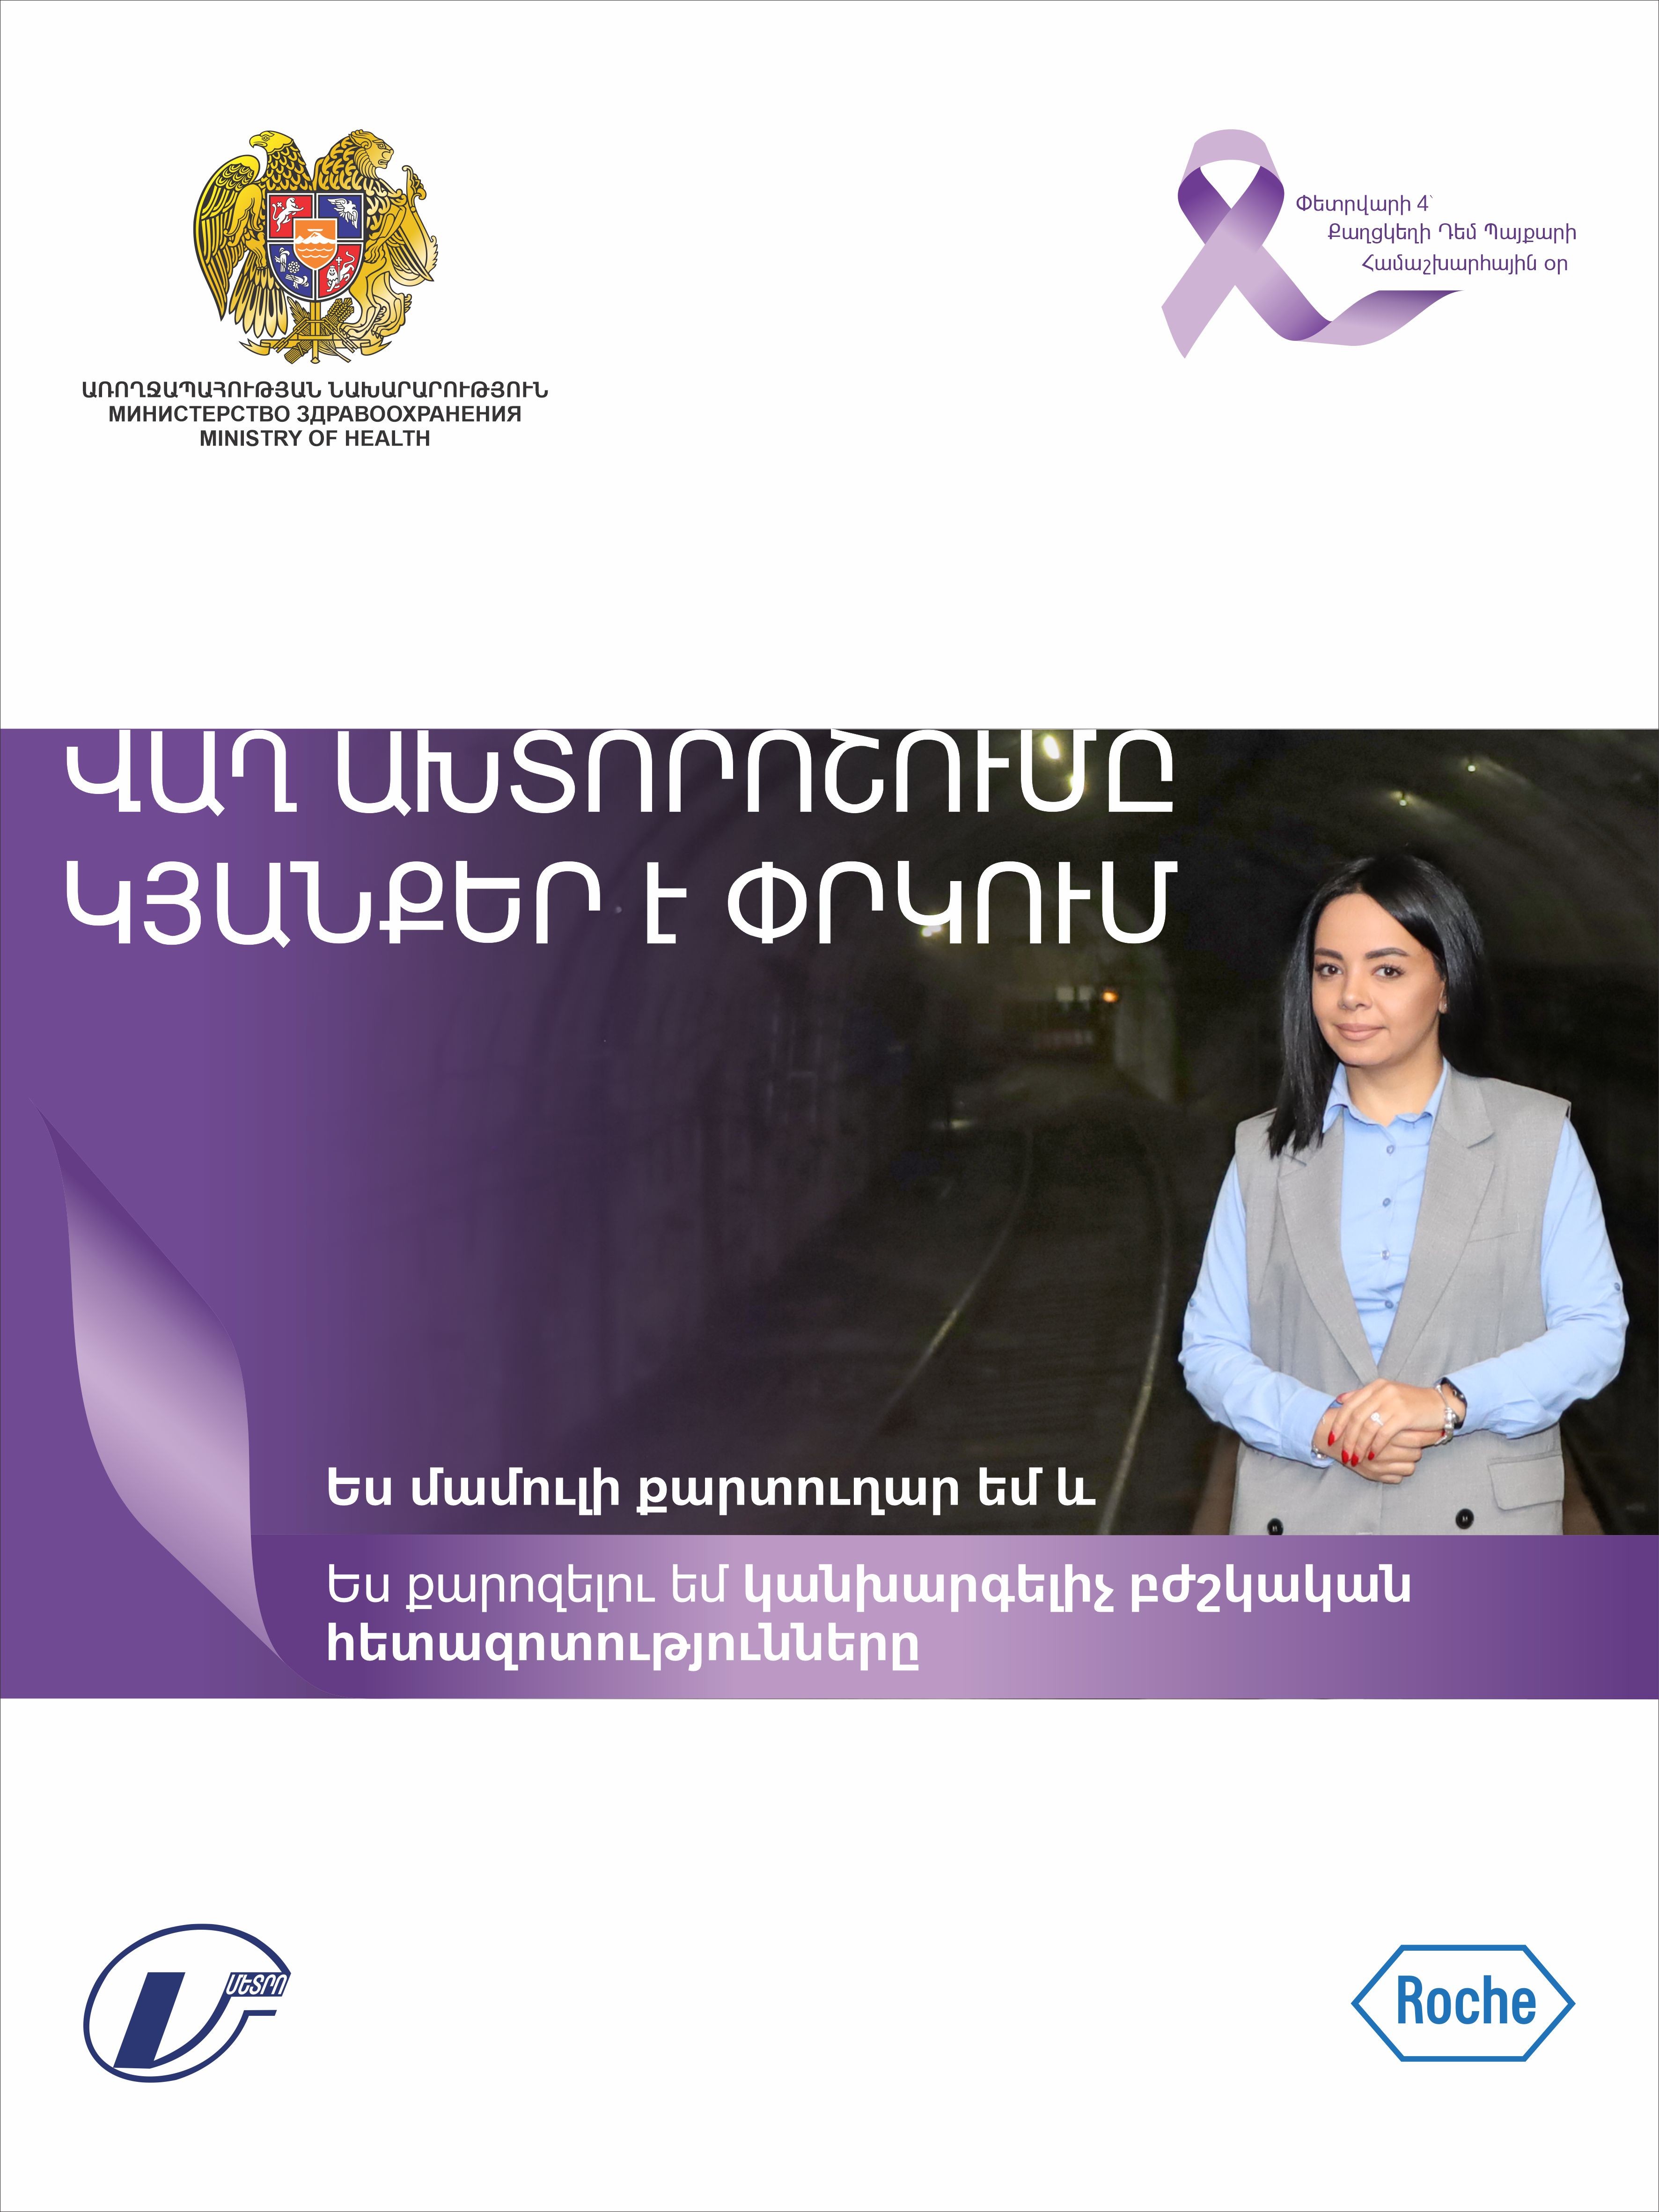 ԱՌՈՂՋԱՊԱՀՈՒԹՅԱՆ ՆԱԽԱՐԱՐՈՒԹՅՈՒՆ
МИНИСТЕРСТВО ЗДРАВООХРАНЕНИЯ
MINISTRY OF HEALTH
Փետրվարի 4՝
Քաղցկեղի Դեմ Պայքարի
Համաշխարհային օր
ՎԱՂ ԱԽՏՈՐՈՇՈՒՄԸ
ԿՅԱՆՔԵՐ Է ՓՐԿՈՒՄ
Ես մամուլի քարտուղար եմ և
Ես քարոզելու եմ կանխարգելիչ բժշկական
հետազոտությունները
ՄԵՏՐՈ
Roche